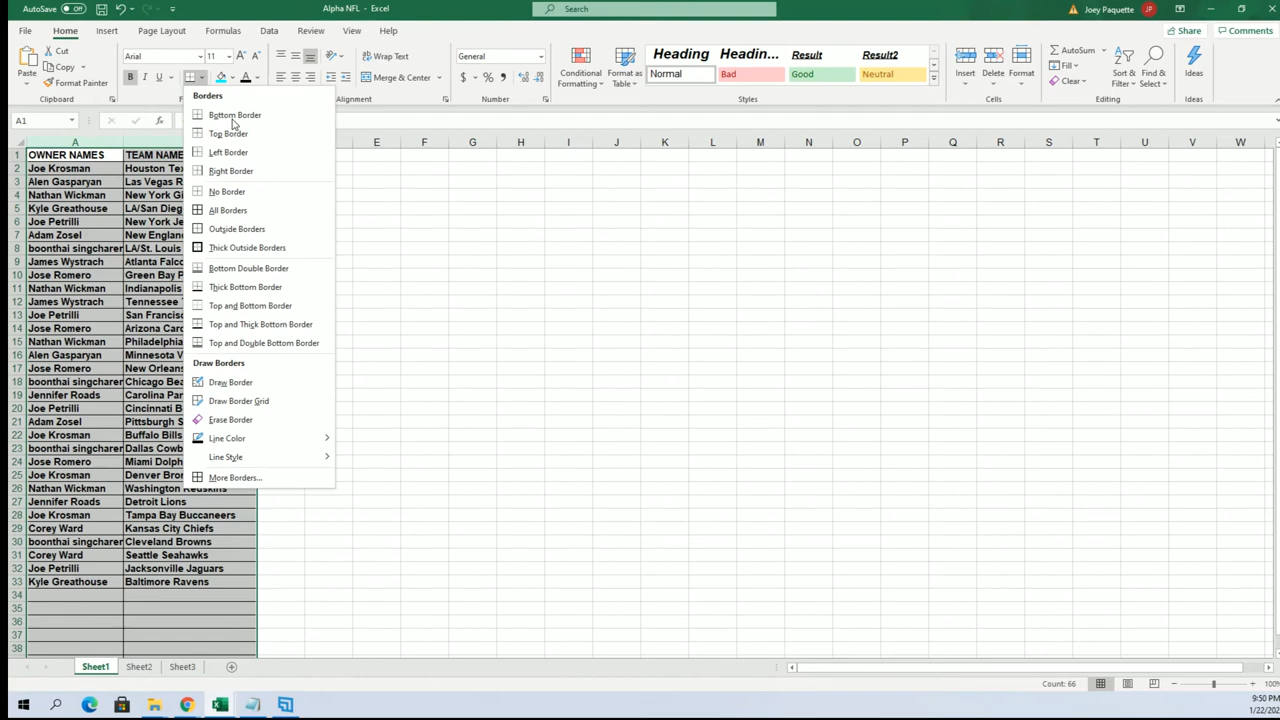 AutoSave Off Alpha NFL - Excel Search Joey Paquette JP
File Home Insert Page Layout Formulas Data Review View Help Share Comments
Paste Cut Copy Format Painter
Arial 11 B I U A
Wrap Text Merge & Center
General $ % 9
Conditional Formatting Format as Table
Heading Headin... Result Result2
Normal Bad Good Neutral
Insert Delete Format
AutoSum Fill Clear
Sort & Filter Find & Select Ideas
Clipboard Alignment Number Styles Cells Editing Ideas
A1 fx
Borders
Bottom Border
Top Border
Left Border
Right Border
No Border
All Borders
Outside Borders
Thick Outside Borders
Bottom Double Border
Thick Bottom Border
Top and Bottom Border
Top and Thick Bottom Border
Top and Double Bottom Border
Draw Borders
Draw Border
Draw Border Grid
Erase Border
Line Color
Line Style
More Borders...
A E F G H I J K L M N O P Q R S T U V W
1 OWNER NAMES TEAM NAME
2 Joe Krosman Houston Tex
3 Alen Gasparyan Las Vegas R
4 Nathan Wickman New York Gi
5 Kyle Greathouse LA/San Dieg
6 Joe Petrilli New York Je
7 Adam Zosel New England
8 boonthai singcharer LA/St. Louis
9 James Wystrach Atlanta Falco
10 Jose Romero Green Bay P
11 Nathan Wickman Indianapolis
12 James Wystrach Tennessee
13 Joe Petrilli San Francisc
14 Jose Romero Arizona Card
15 Nathan Wickman Philadelphia
16 Alen Gasparyan Minnesota V
17 Jose Romero New Orleans
18 boonthai singcharer Chicago Bea
19 Jennifer Roads Carolina Pan
20 Joe Petrilli Cincinnati B
21 Adam Zosel Pittsburgh S
22 Joe Krosman Buffalo Bills
23 boonthai singcharer Dallas Cowb
24 Jose Romero Miami Dolph
25 Joe Krosman Denver Bron
26 Nathan Wickman Washington Redskins
27 Jennifer Roads Detroit Lions
28 Joe Krosman Tampa Bay Buccaneers
29 Corey Ward Kansas City Chiefs
30 boonthai singcharer Cleveland Browns
31 Corey Ward Seattle Seahawks
32 Joe Petrilli Jacksonville Jaguars
33 Kyle Greathouse Baltimore Ravens
34
35
36
37
38
Sheet1 Sheet2 Sheet3
Count: 66 100%
9:50 PM
1/22/202